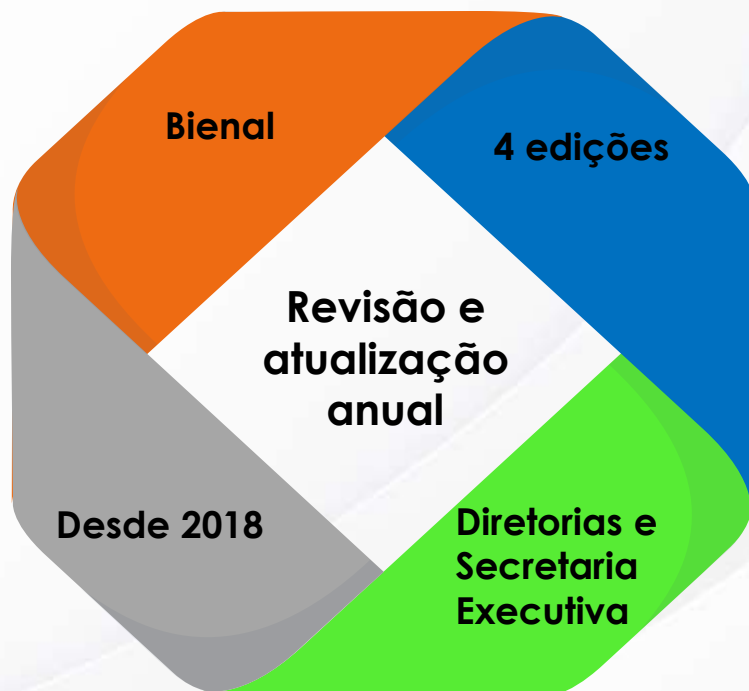 Bienal
4 edições
Revisão e
atualização
anual
Desde 2018
Diretorias e
Secretaria
Executiva